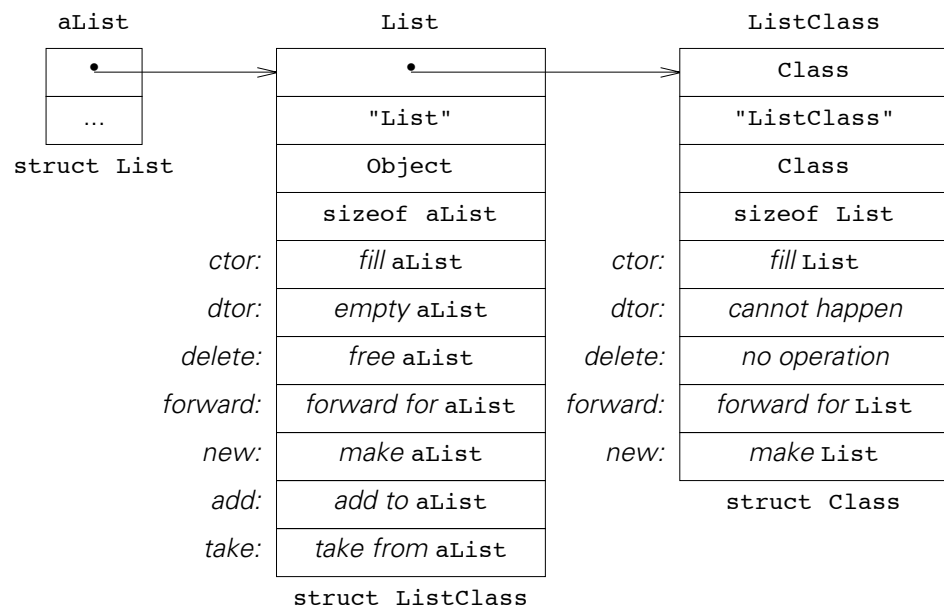 aList List ListClass
Class
... "List" "ListClass"
struct List Object Class
sizeof aList sizeof List
ctor: fill aList ctor: fill List
dtor: empty aList dtor: cannot happen
delete: free aList delete: no operation
forward: forward for aList forward: forward for List
new: make aList new: make List
add: add to aList struct Class
take: take from aList
struct ListClass